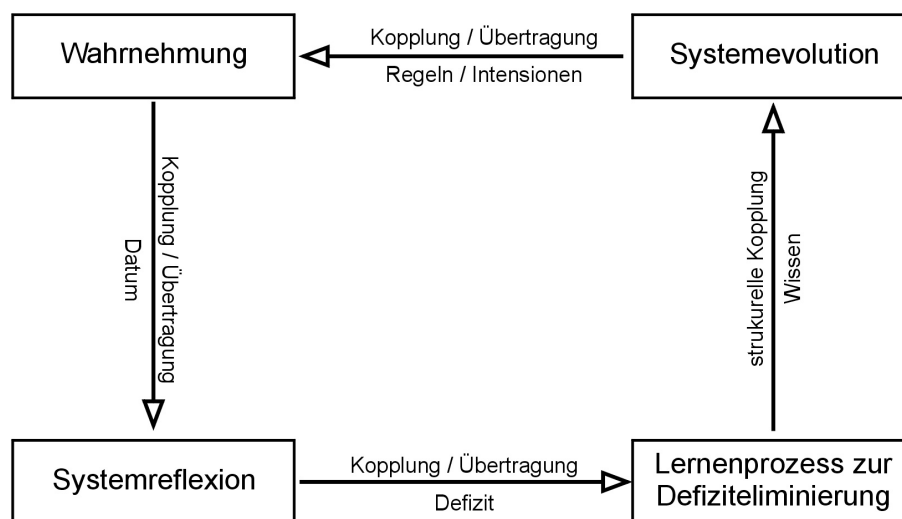 Wahrnehmung
Kopplung / Übertragung
Regeln / Intensionen
Systemevolution
Kopplung / Übertragung
Datum
strukurelle Kopplung
Wissen
Systemreflexion
Kopplung / Übertragung
Defizit
Lernenprozess zur
Defiziteliminierung